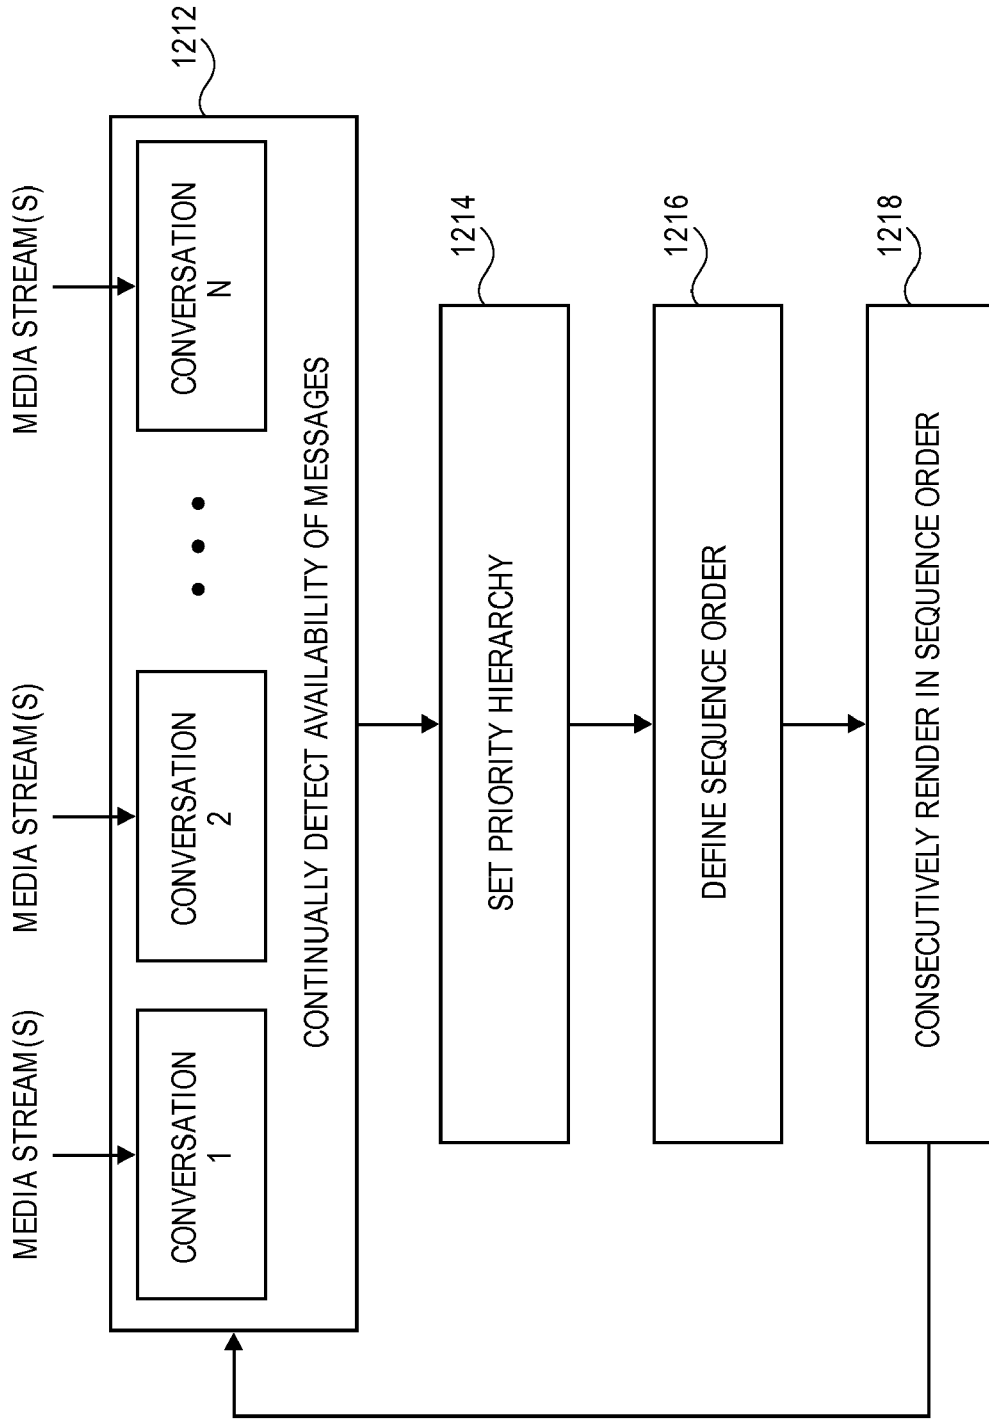 MEDIA STREAM(S)
MEDIA STREAM(S)
MEDIA STREAM(S)
CONVERSATION
1
CONVERSATION
2
CONVERSATION
N
1212
CONTINUALLY DETECT AVAILABILITY OF MESSAGES
1214
SET PRIORITY HIERARCHY
1216
DEFINE SEQUENCE ORDER
1218
CONSECUTIVELY RENDER IN SEQUENCE ORDER